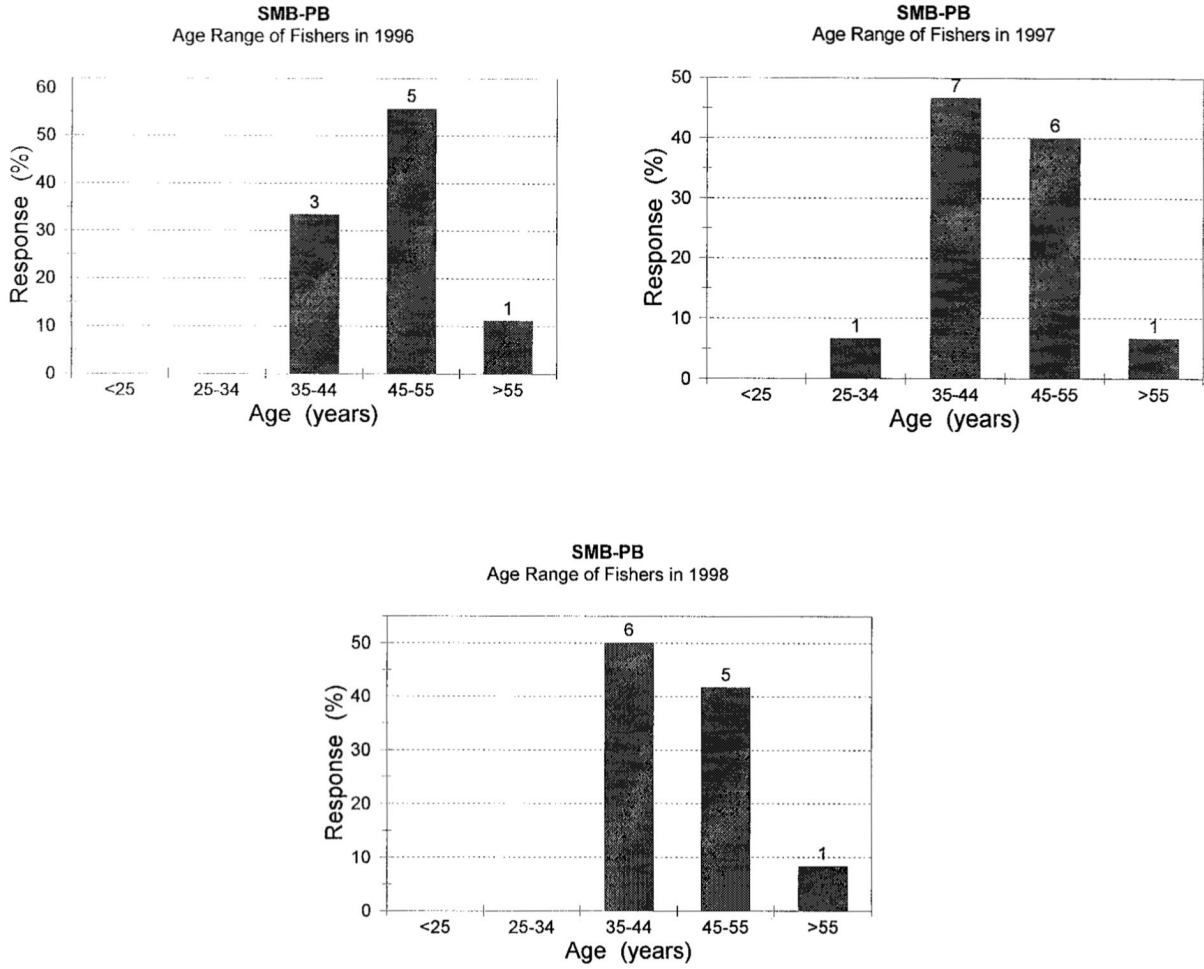 SMB-PB
Age Range of Fishers in 1996
60
50
40
30
20
10
0
Response (%)
3
5
1
<25 25-34 35-44 45-55 >55
Age (years)
SMB-PB
Age Range of Fishers in 1997
50
40
30
20
10
0
Response (%)
1
7
6
1
<25 25-34 35-44 45-55 >55
Age (years)
SMB-PB
Age Range of Fishers in 1998
50
40
30
20
10
0
Response (%)
6
5
1
<25 25-34 35-44 45-55 >55
Age (years)